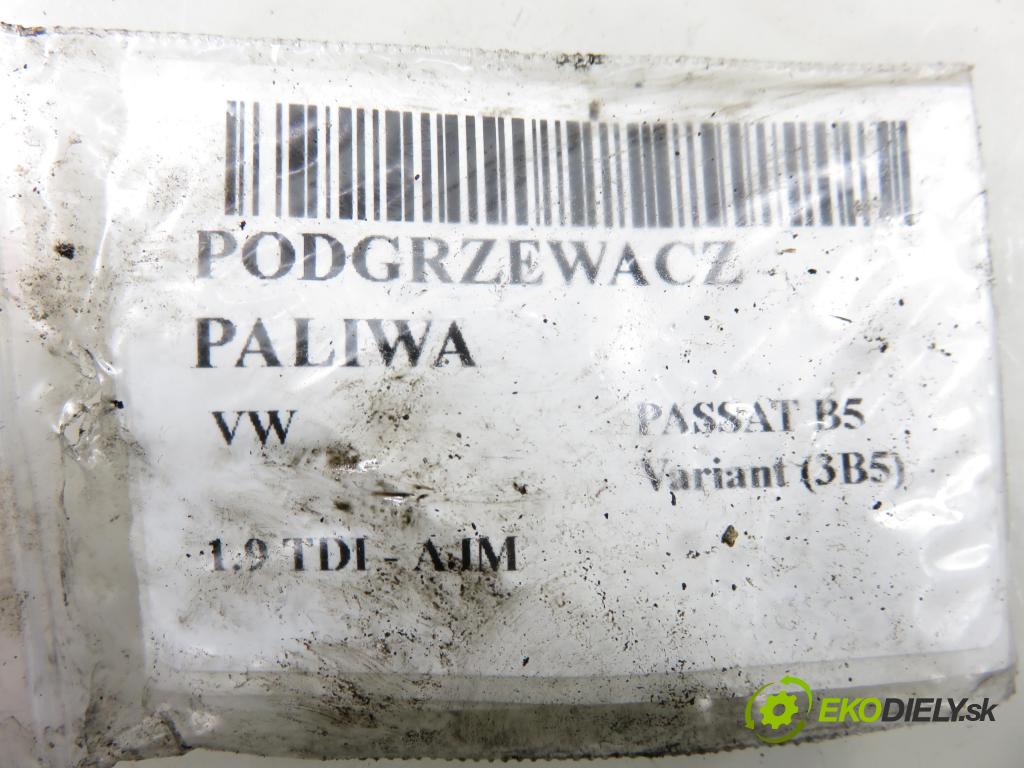 PODGRZEWACZ
PALIWA
VW
PASSAT B5
Variant (3B5)
1.9 TDI - AJM
EKODIELY.sk